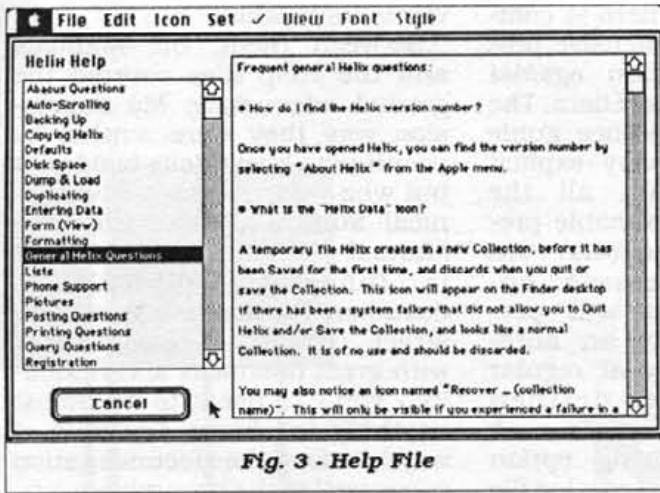 File Edit Icon Set ✓ View Font Style
Helix Help
Abacus Questions
Auto-Scrolling
Backing Up
Copying Helix
Defaults
Disk Space
Dump & Load
Duplicating
Entering Data
Form (View)
Formatting
General Helix Questions
Lists
Phone Support
Pictures
Posting Questions
Printing Questions
Query Questions
Registration
Cancel
Frequent general Helix questions:
* How do I find the Helix version number?
Once you have opened Helix, you can find the version number by
selecting "About Helix" from the Apple menu.
* What is the "Helix Data" icon?
A temporary file Helix creates in a new Collection, before it has
been Saved for the first time, and discards when you quit or
Save the Collection. This icon will appear on the Finder desktop
if there has been a system failure that did not allow you to Quit
Helix and/or Save the Collection, and looks like a normal
Collection. It is of no use and should be discarded.
You may also notice an icon named "Recover _ (collection
name)". This will only be visible if you experienced a failure in a
Fig. 3 - Help File